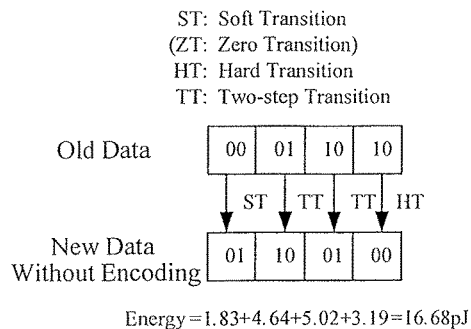 ST: Soft Transition
(ZT: Zero Transition)
HT: Hard Transition
TT: Two-step Transition
Old Data 00 01 10 10
ST TT TT HT
New Data
Without Encoding 01 10 01 00
Energy=1.83+4.64+5.02+3.19=16.68pJ